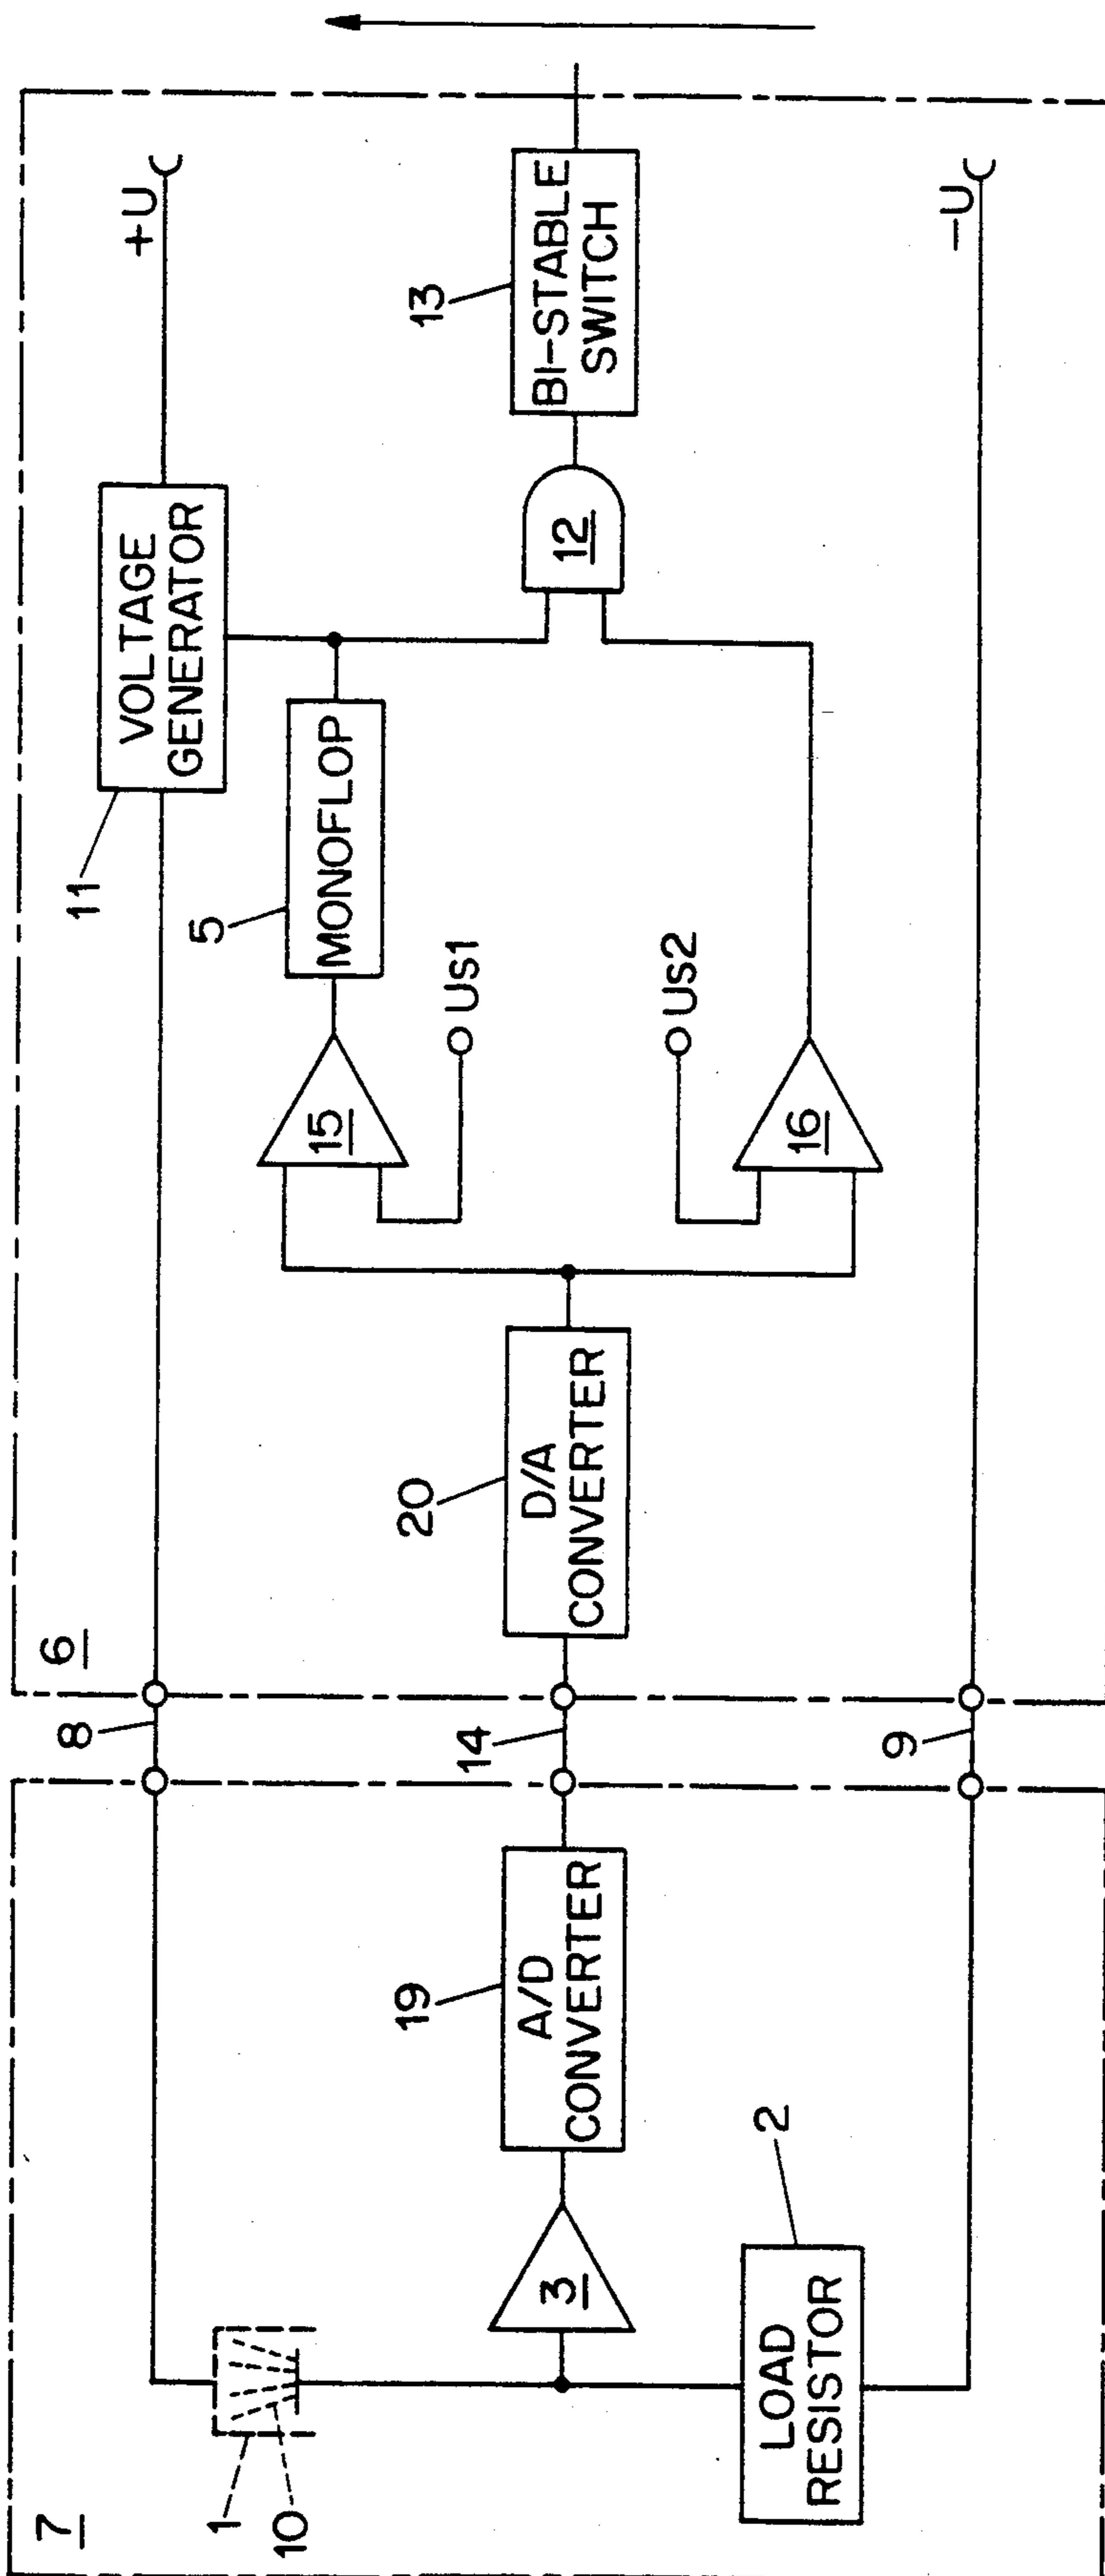 7
1
10
3
LOAD
RESISTOR
2
19
A/D
CONVERTER
8
14
9
6
20
D/A
CONVERTER
15
Us1
16
Us2
5
MONOFLOP
11
VOLTAGE
GENERATOR
12
13
BI-STABLE
SWITCH
+U
-U